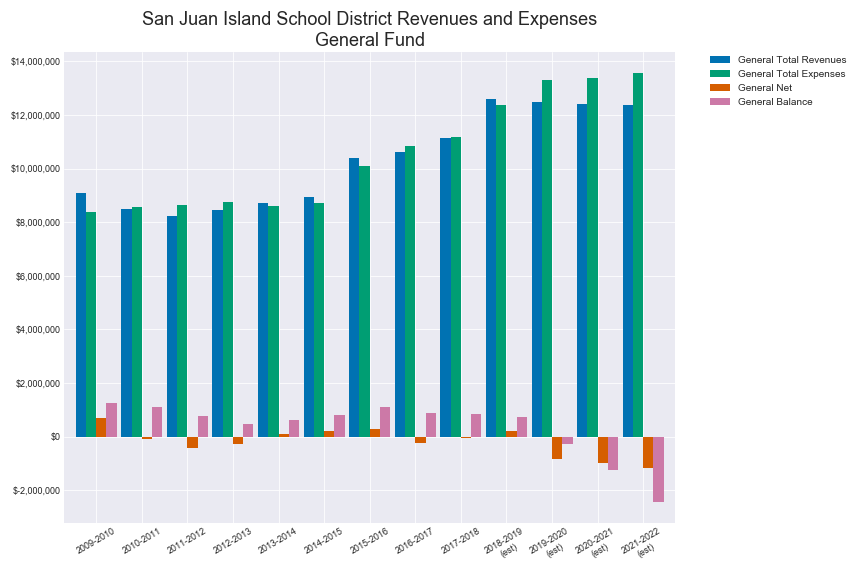 San Juan Island School District Revenues and Expenses
General Fund
$14,000,000
$12,000,000
$10,000,000
$8,000,000
$6,000,000
$4,000,000
$2,000,000
$0
$-2,000,000
2009-2010
2010-2011
2011-2012
2012-2013
2013-2014
2014-2015
2015-2016
2016-2017
2017-2018
2018-2019
(est)
2019-2020
(est)
2020-2021
(est)
2021-2022
(est)
General Total Revenues
General Total Expenses
General Net
General Balance